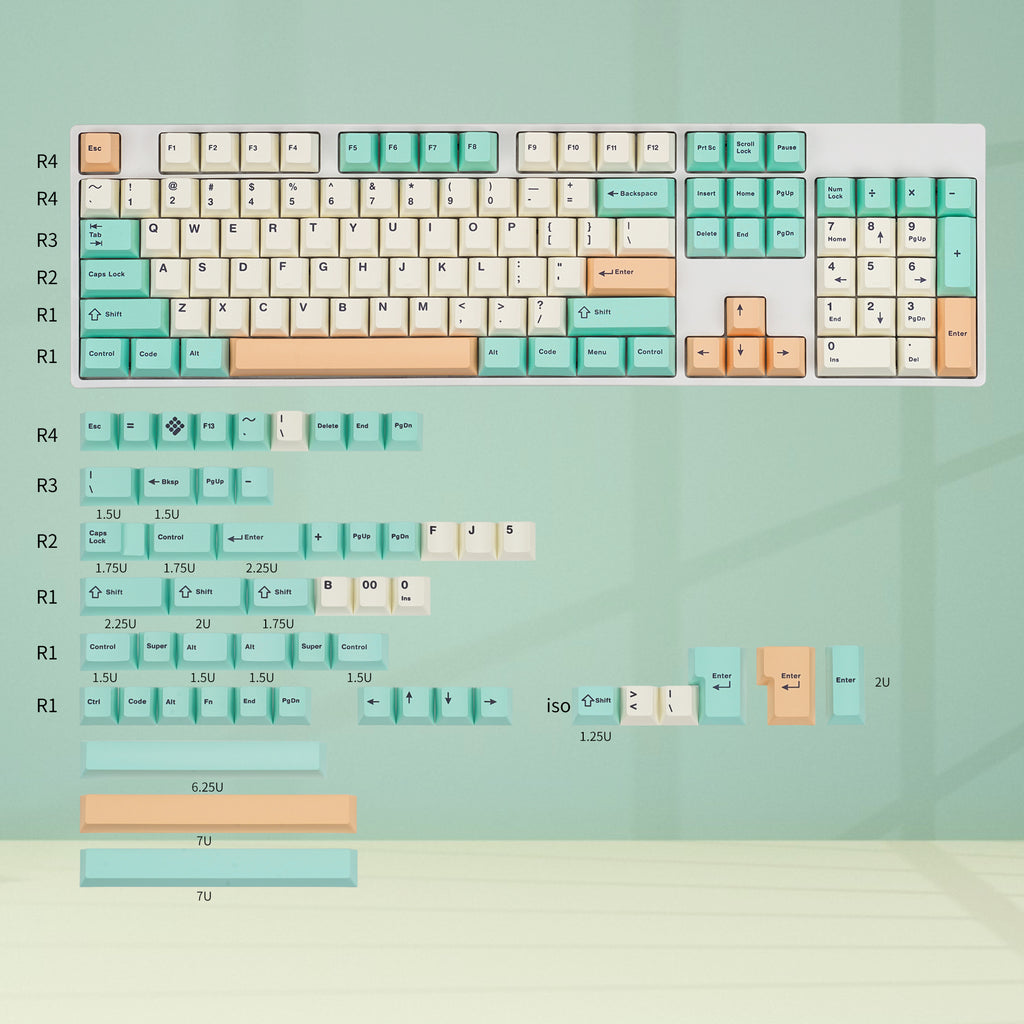 R4 Esc F1 F2 F3 F4 F5 F6 F7 F8 F9 F10 F11 F12 Prt Sc Scroll Lock Pause
R4 ~ ` ! 1 @ 2 # 3 $ 4 % 5 ^ 6 & 7 * 8 ( 9 ) 0 — - + = ← Backspace Insert Home PgUp Num Lock ÷ × −
R3 Tab Q W E R T Y U I O P { [ } ] | \ Delete End PgDn 7 Home 8 ↑ 9 PgUp +
R2 Caps Lock A S D F G H J K L : ; " ' Enter 4 ← 5 6 →
R1 Shift Z X C V B N M < , > . ? / Shift ↑ 1 End 2 ↓ 3 PgDn Enter
R1 Control Code Alt Alt Code Menu Control ← ↓ → 0 Ins . Del
R4 Esc = F13 ~ ` | \ Delete End PgDn
R3 | \ ← Bksp PgUp −
1.5U 1.5U
R2 Caps Lock Control Enter + PgUp PgDn F J 5
1.75U 1.75U 2.25U
R1 Shift Shift Shift B 00 0 Ins
2.25U 2U 1.75U
R1 Control Super Alt Alt Super Control
1.5U 1.5U 1.5U 1.5U
R1 Ctrl Code Alt Fn End PgDn ← ↑ ↓ →
iso Shift > < | \ Enter Enter Enter 2U
1.25U
6.25U
7U
7U